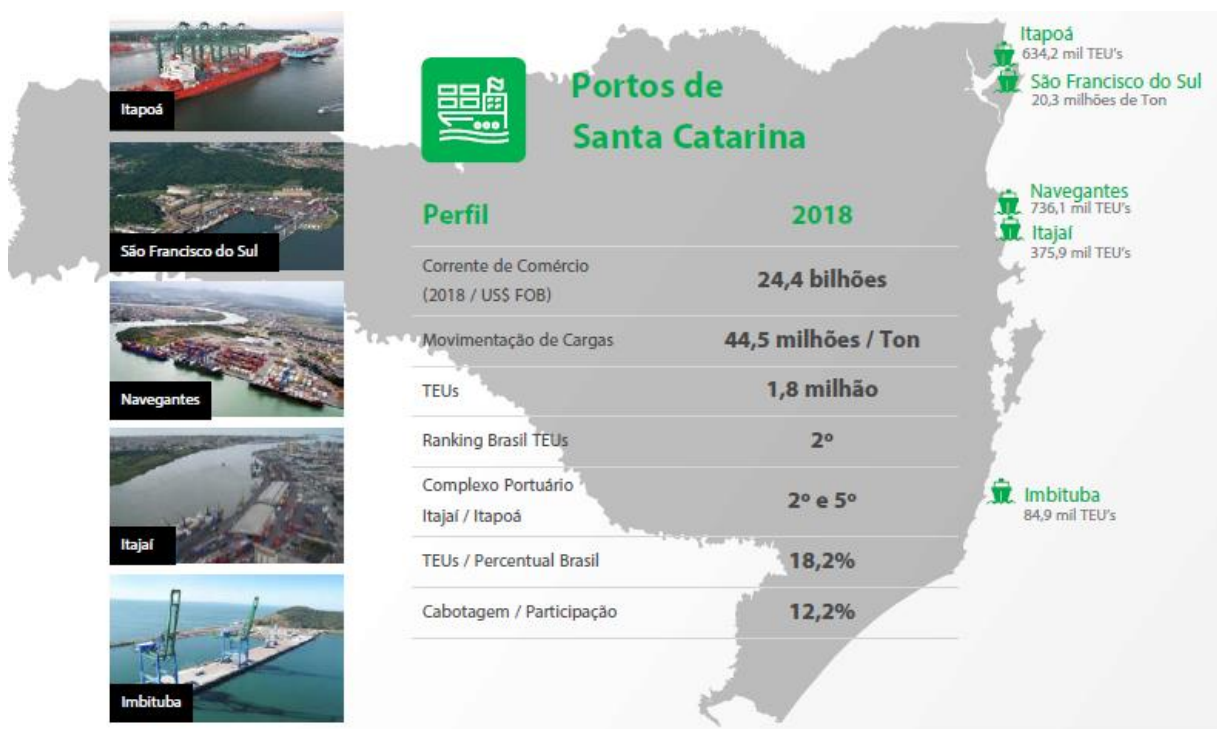 Itapoá
São Francisco do Sul
Navegantes
Itajaí
Imbituba
Portos de
Santa Catarina
Perfil 2018
Corrente de Comércio
(2018 / US$ FOB) 24,4 bilhões
Movimentação de Cargas 44,5 milhões / Ton
TEUs 1,8 milhão
Ranking Brasil TEUs 2º
Complexo Portuário
Itajaí / Itapoá 2º e 5º
TEUs / Percentual Brasil 18,2%
Cabotagem / Participação 12,2%
Itapoá
634,2 mil TEU's
São Francisco do Sul
20,3 milhões de Ton
Navegantes
736,1 mil TEU's
Itajaí
375,9 mil TEU's
Imbituba
84,9 mil TEU's